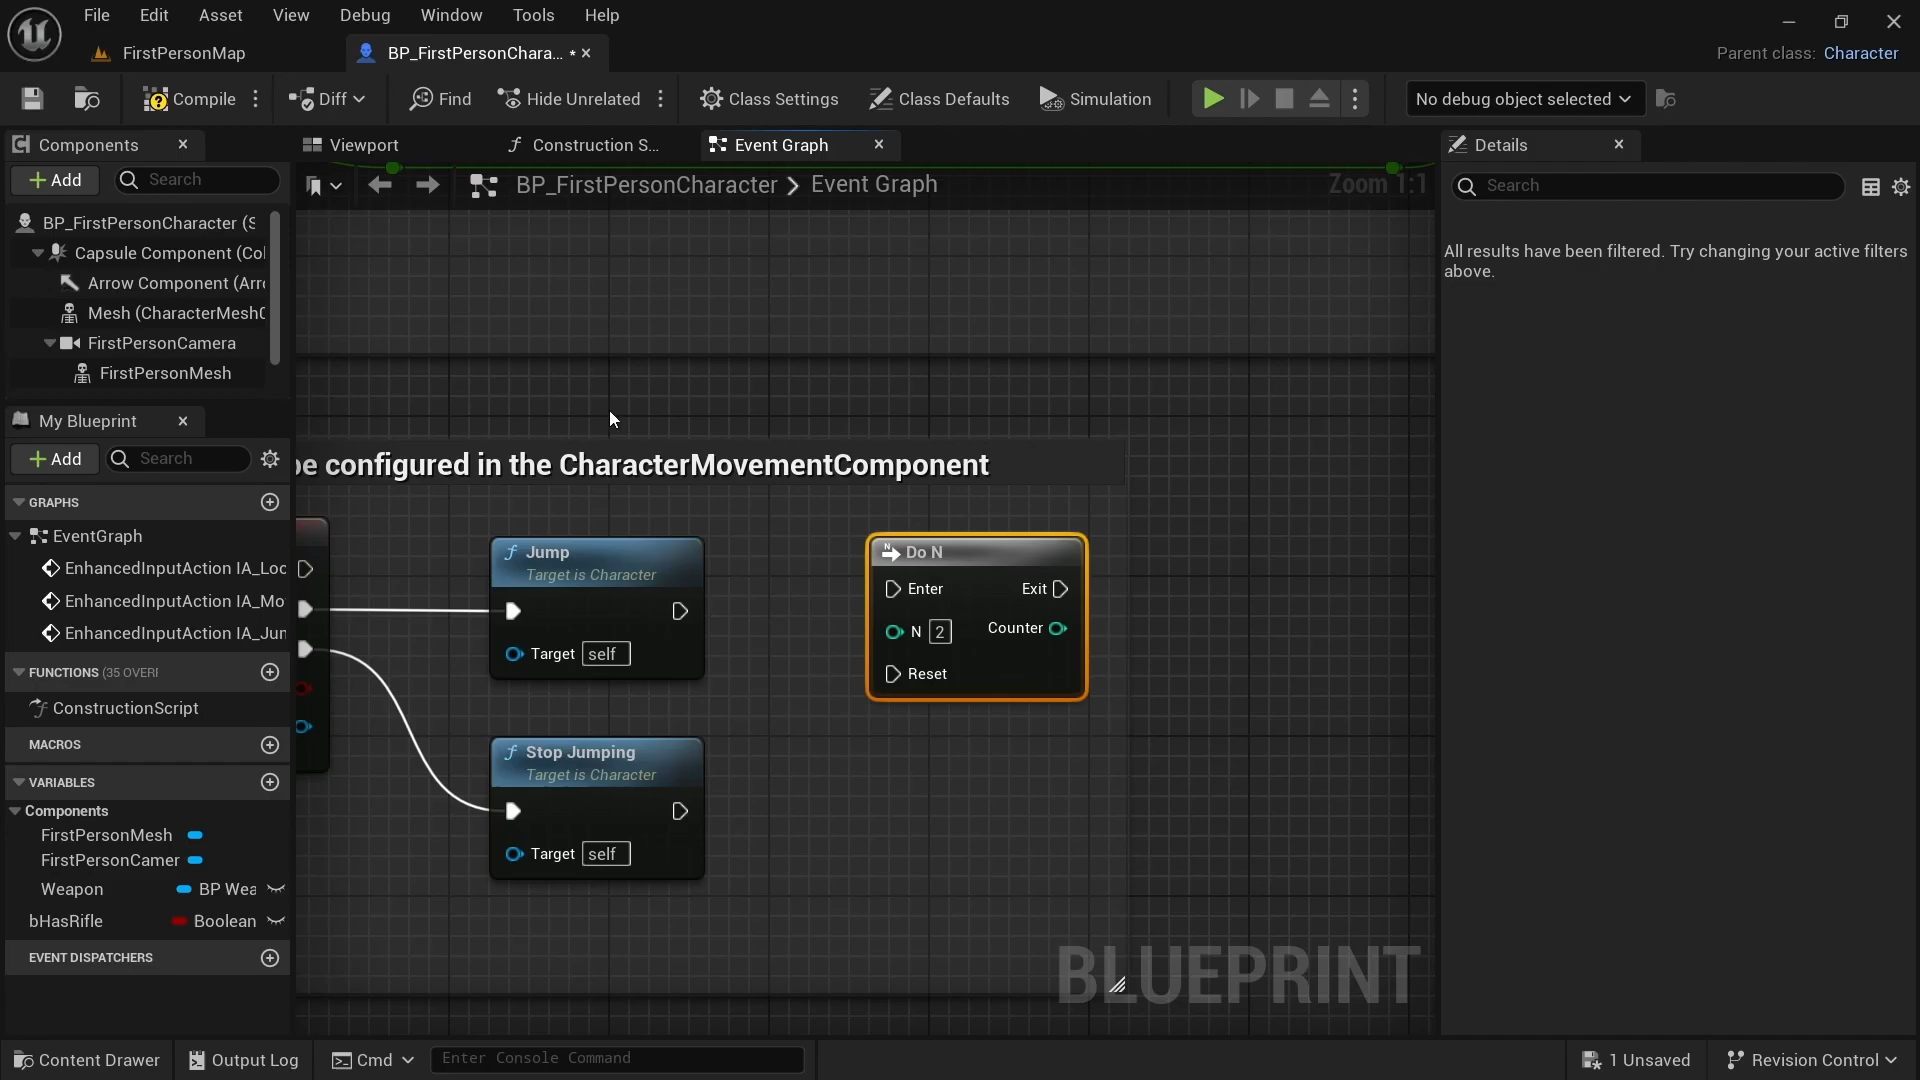 File Edit Asset View Debug Window Tools Help
FirstPersonMap
BP_FirstPersonChara... *
Parent class: Character
Compile
Diff
Find
Hide Unrelated
Class Settings
Class Defaults
Simulation
No debug object selected
Components
Viewport
Construction S...
Event Graph
Details
Add
Search
BP_FirstPersonCharacter
Event Graph
Zoom 1:1
Search
BP_FirstPersonCharacter (S
Capsule Component (Col
Arrow Component (Arr
Mesh (CharacterMesh
FirstPersonCamera
FirstPersonMesh
All results have been filtered. Try changing your active filters
above.
My Blueprint
Add
Search
GRAPHS
EventGraph
EnhancedInputAction IA_Loo
EnhancedInputAction IA_Mo
EnhancedInputAction IA_Jun
FUNCTIONS (35 OVERI
ConstructionScript
MACROS
VARIABLES
Components
FirstPersonMesh
FirstPersonCamer
Weapon BP Wea
bHasRifle Boolean
EVENT DISPATCHERS
be configured in the CharacterMovementComponent
f Jump
Target is Character
Target self
f Stop Jumping
Target is Character
Target self
N Do N
Enter Exit
N 2 Counter
Reset
BLUEPRINT
Content Drawer
Output Log
Cmd
Enter Console Command
1 Unsaved
Revision Control